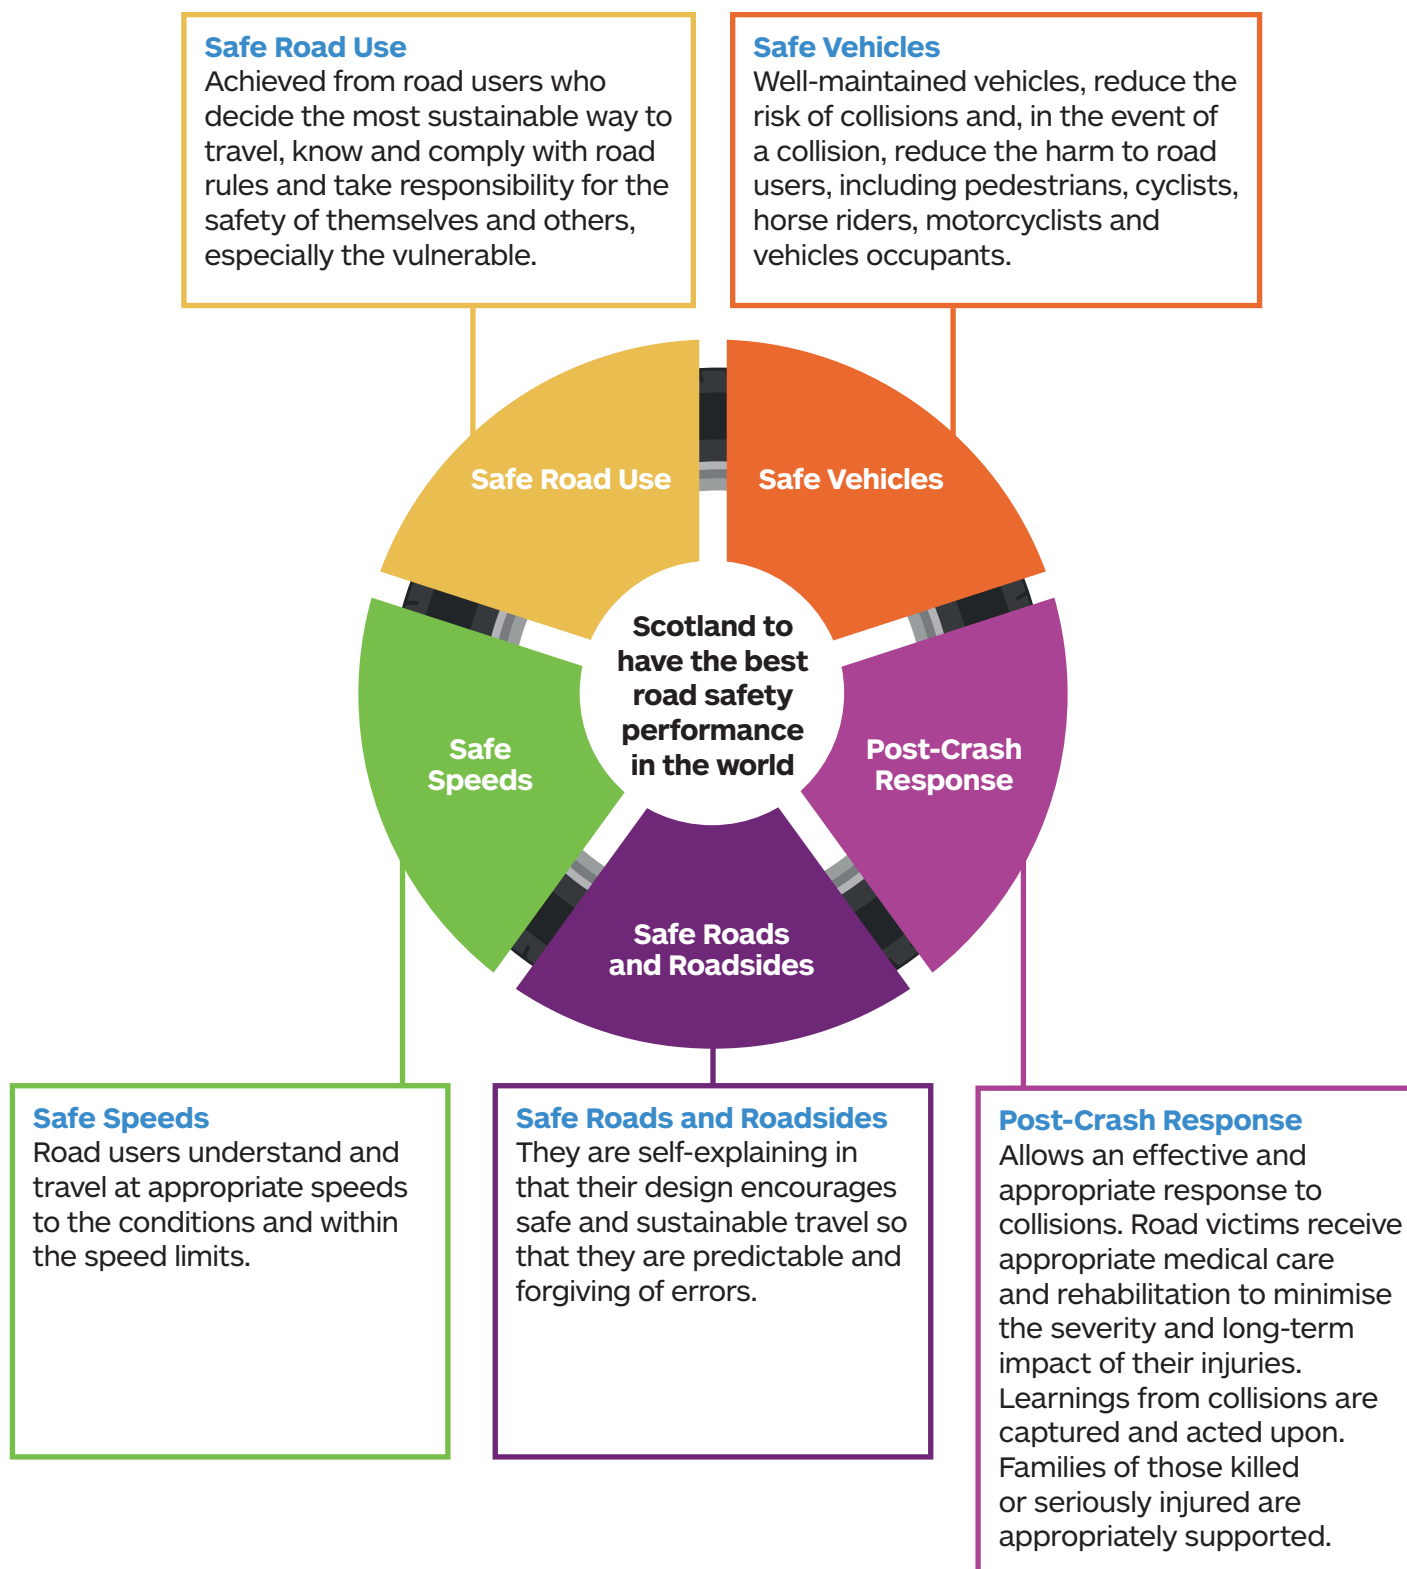 Safe Road Use
Achieved from road users who
decide the most sustainable way to
travel, know and comply with road
rules and take responsibility for the
safety of themselves and others,
especially the vulnerable.
Safe Vehicles
Well-maintained vehicles, reduce the
risk of collisions and, in the event of
a collision, reduce the harm to road
users, including pedestrians, cyclists,
horse riders, motorcyclists and
vehicles occupants.
Safe Road Use
Safe Vehicles
Scotland to
have the best
road safety
performance
in the world
Safe
Speeds
Post-Crash
Response
Safe Roads
and Roadsides
Safe Speeds
Road users understand and
travel at appropriate speeds
to the conditions and within
the speed limits.
Safe Roads and Roadsides
They are self-explaining in
that their design encourages
safe and sustainable travel so
that they are predictable and
forgiving of errors.
Post-Crash Response
Allows an effective and
appropriate response to
collisions. Road victims receive
appropriate medical care
and rehabilitation to minimise
the severity and long-term
impact of their injuries.
Learnings from collisions are
captured and acted upon.
Families of those killed
or seriously injured are
appropriately supported.